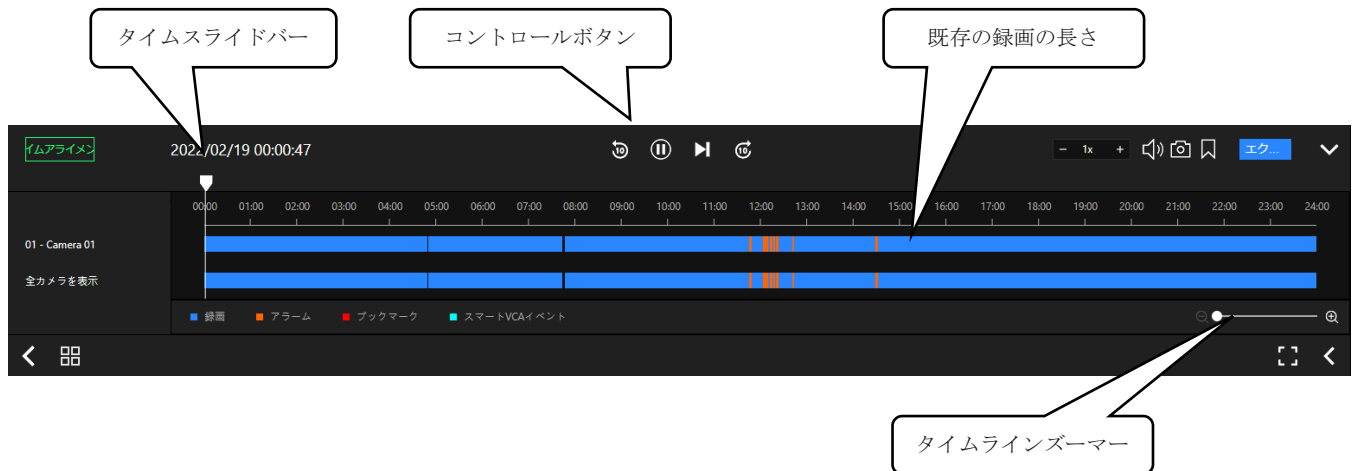 タイムスライドバー
コントロールボタン
既存の録画の長さ
イムアライメン
2022/02/19 00:00:47
10
10
− 1x +
エク...
00:00 01:00 02:00 03:00 04:00 05:00 06:00 07:00 08:00 09:00 10:00 11:00 12:00 13:00 14:00 15:00 16:00 17:00 18:00 19:00 20:00 21:00 22:00 23:00 24:00
01 - Camera 01
全カメラを表示
録画 アラーム ブックマーク スマートVCAイベント
タイムラインズーマー